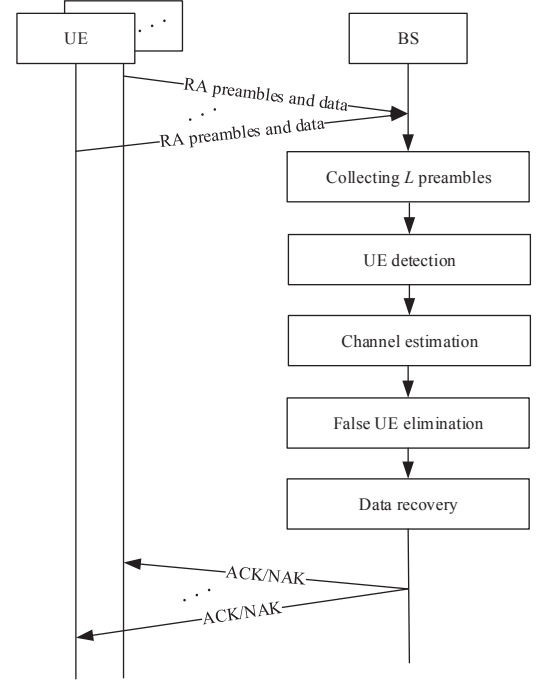 . . .
UE
BS
RA preambles and data
. . .
RA preambles and data
Collecting L preambles
UE detection
Channel estimation
False UE elimination
Data recovery
ACK/NAK
. . .
ACK/NAK